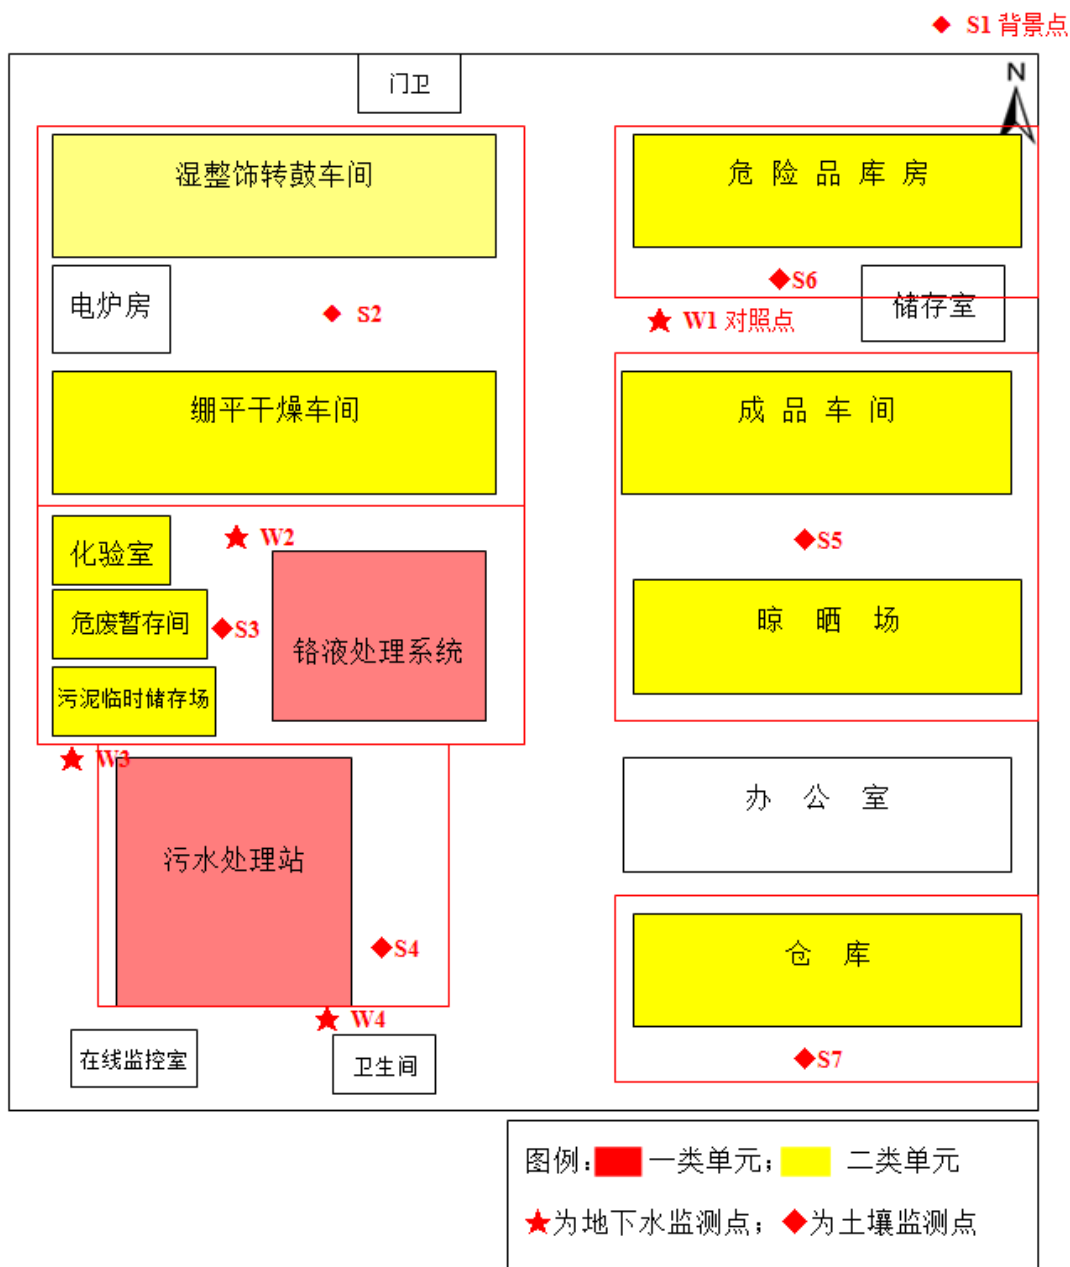 S1 背景点
门卫
N
湿整饰转鼓车间
危 险 品 库 房
电炉房
S2
S6
储存室
W1 对照点
绷平干燥车间
成 品 车 间
化验室
W2
S5
危废暂存间
S3
铬液处理系统
晾 晒 场
污泥临时储存场
W3
污水处理站
办 公 室
S4
仓 库
W4
在线监控室
卫生间
S7
图例: 一类单元; 二类单元
为地下水监测点; 为土壤监测点